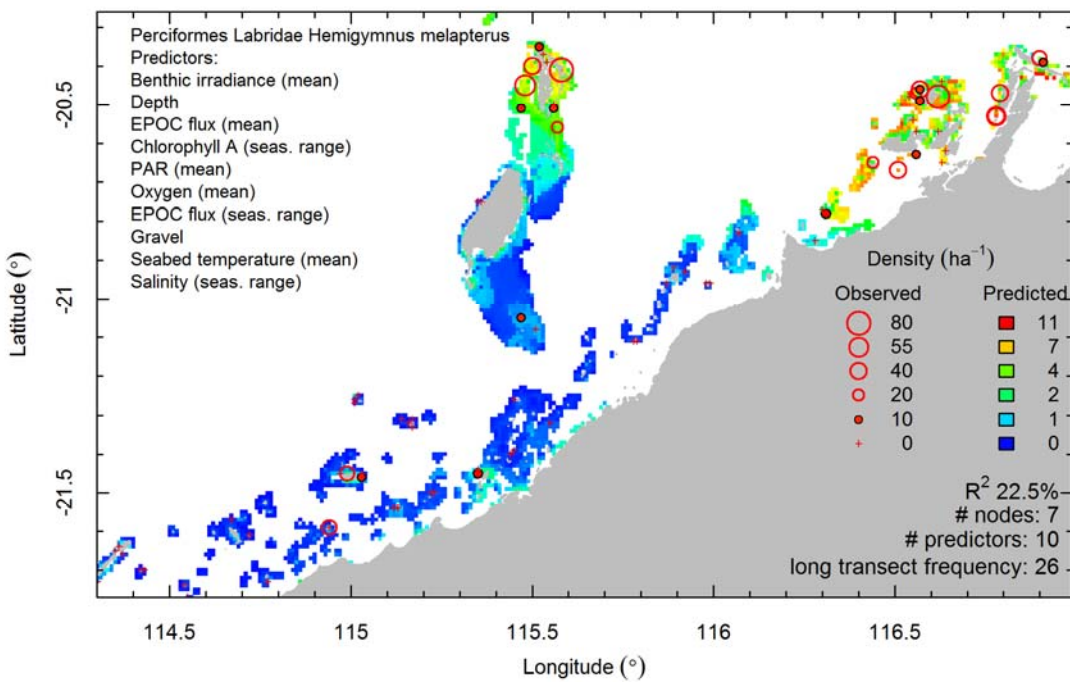 Perciformes Labridae Hemigymnus melapterus
Predictors:
Benthic irradiance (mean)
Depth
EPOC flux (mean)
Chlorophyll A (seas. range)
PAR (mean)
Oxygen (mean)
EPOC flux (seas. range)
Gravel
Seabed temperature (mean)
Salinity (seas. range)
-20.5
-21
-21.5
Latitude (°)
Density (ha⁻¹)
Observed Predicted
80 11
55 7
40 4
20 2
10 1
0 0
R² 22.5%
# nodes: 7
# predictors: 10
long transect frequency: 26
114.5 115 115.5 116 116.5
Longitude (°)